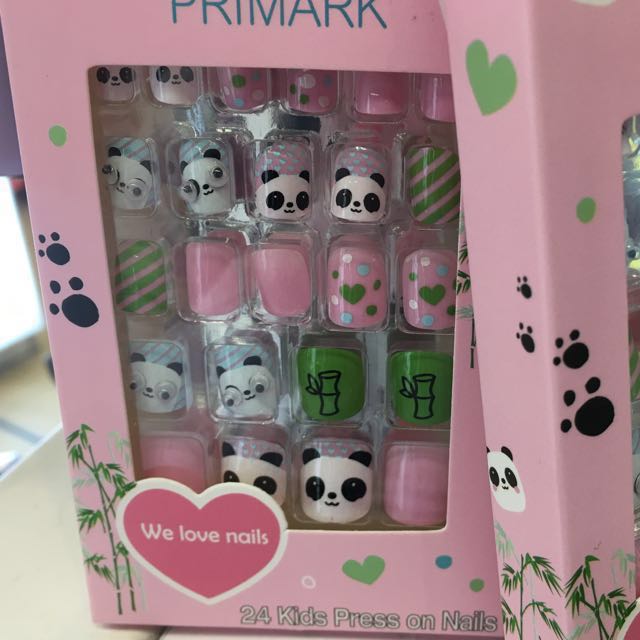 PRIMARK
We love nails
24 Kids Press on Nails